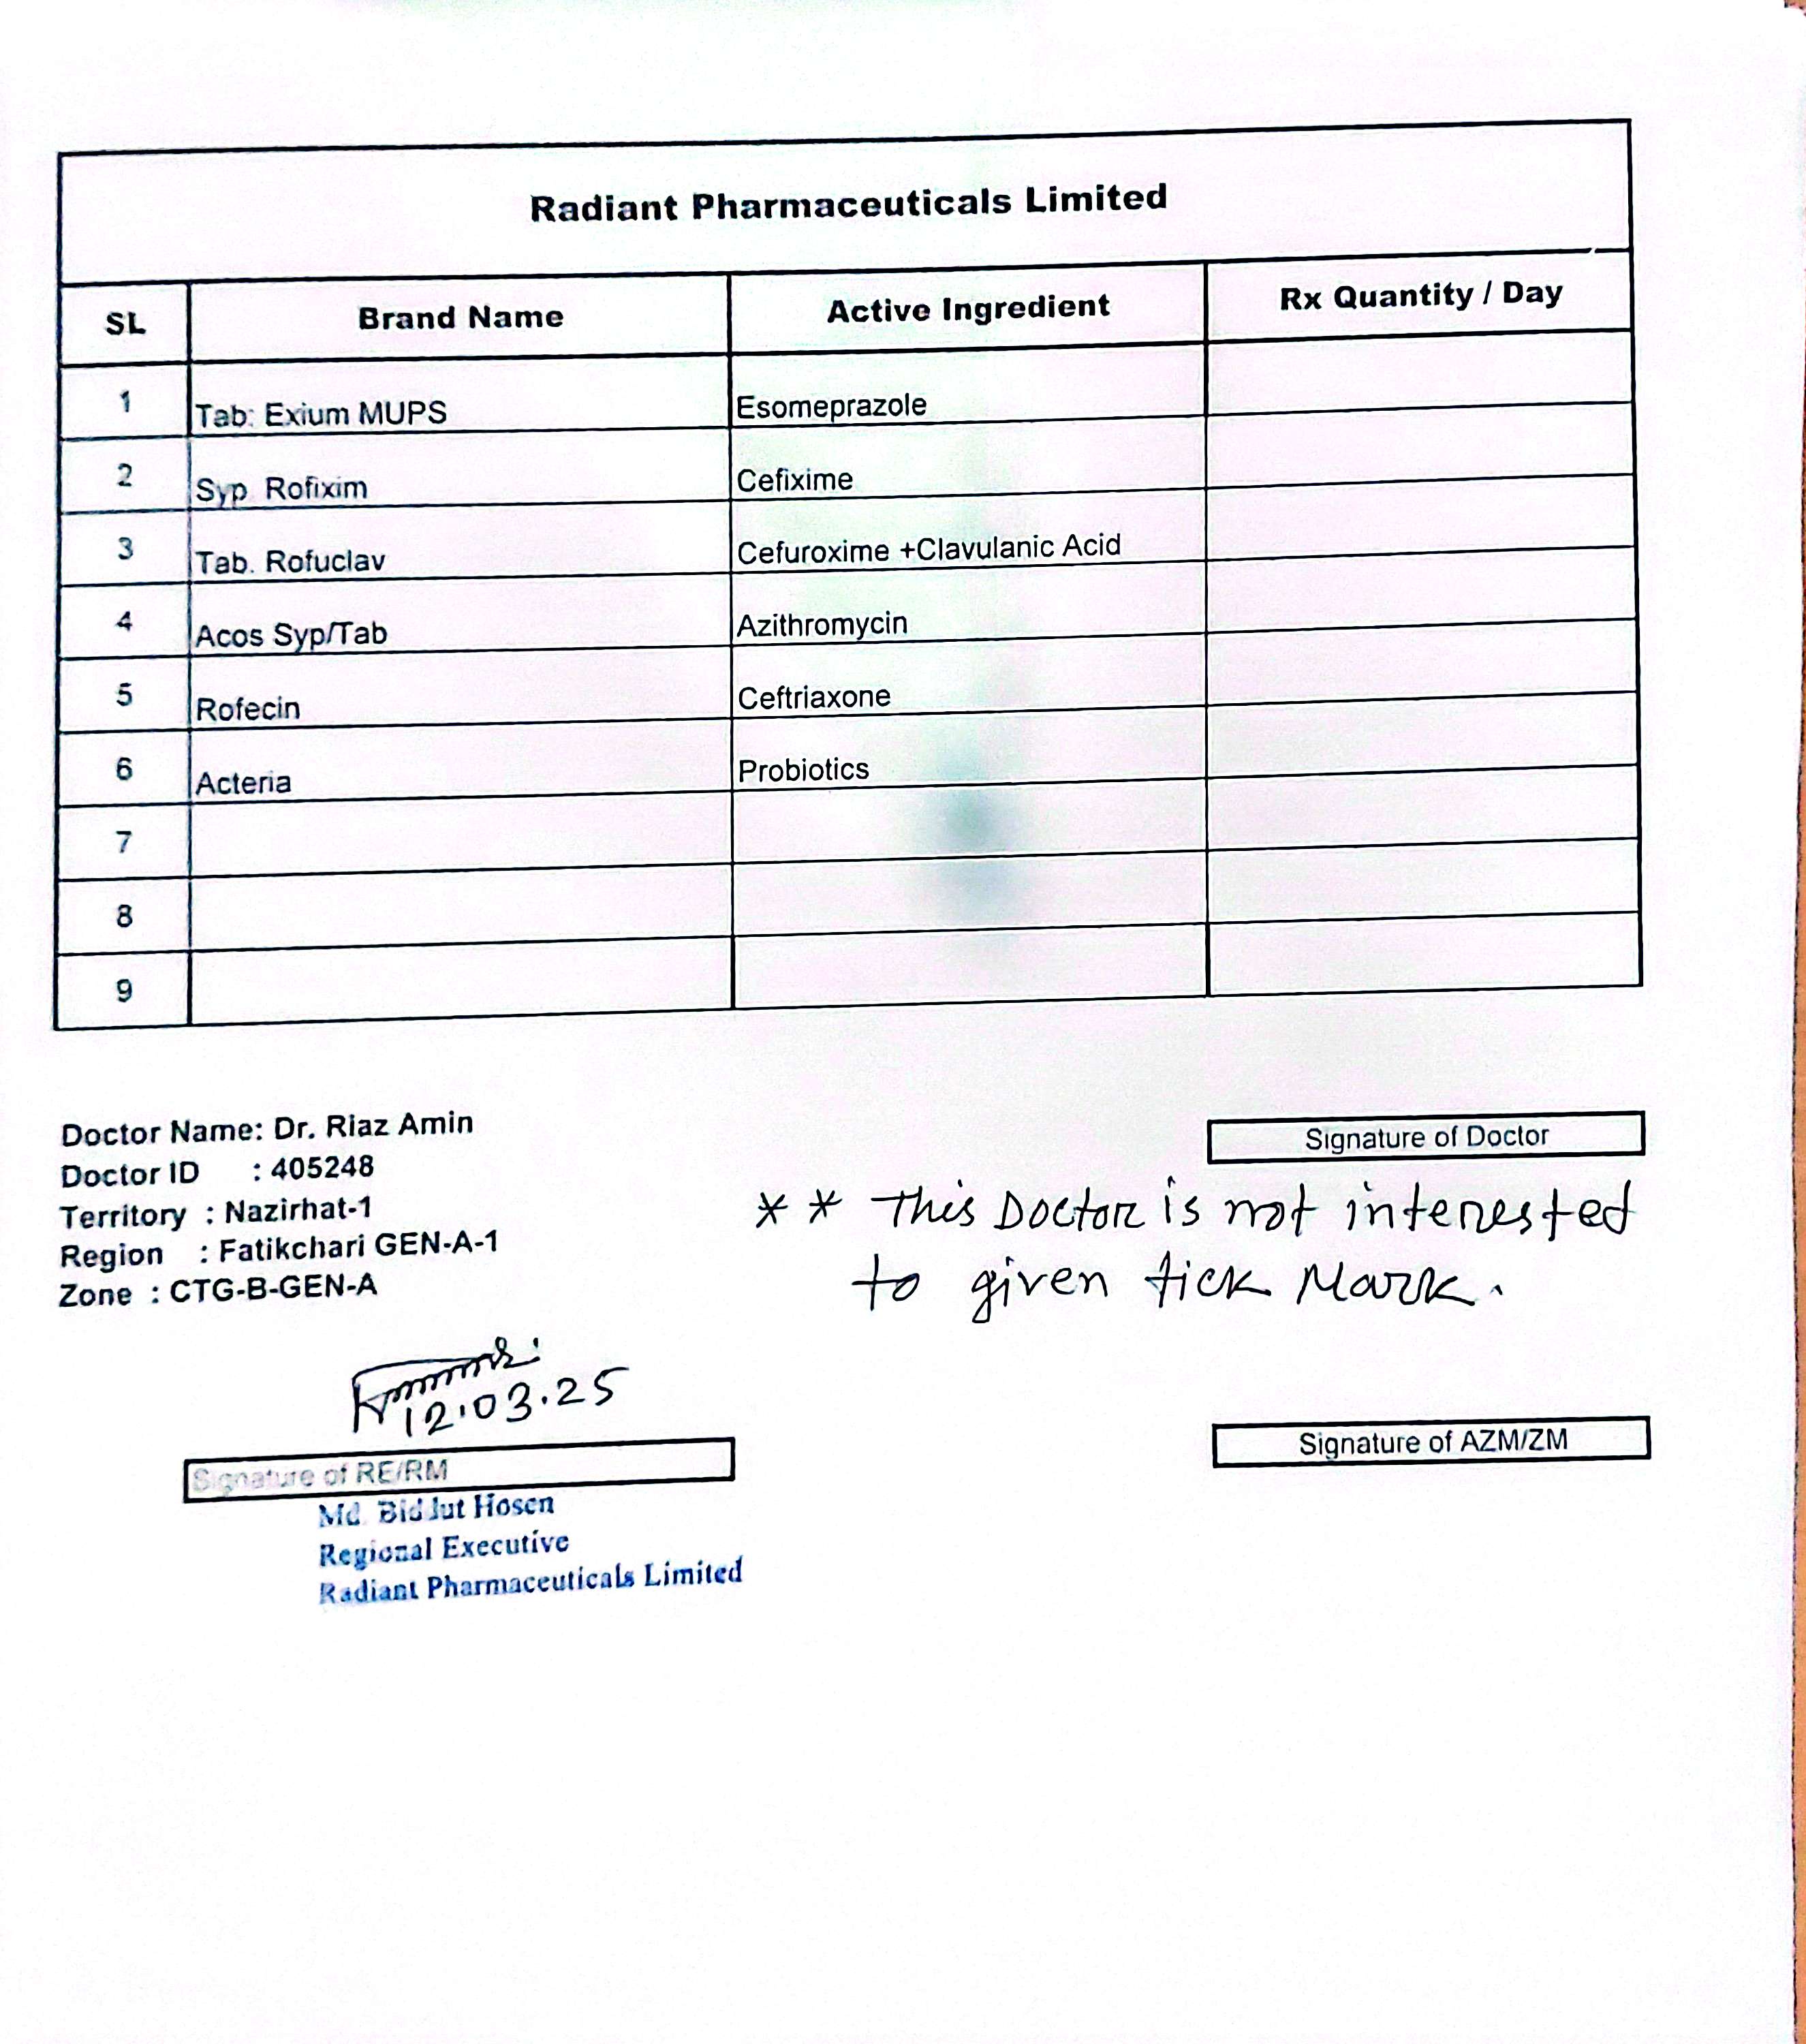 Radiant Pharmaceuticals Limited
SL Brand Name Active Ingredient Rx Quantity / Day
1 Tab: Exium MUPS Esomeprazole
2 Syp Rofixim Cefixime
3 Tab. Rofuclav Cefuroxime +Clavulanic Acid
4 Acos Syp/Tab Azithromycin
5 Rofecin Ceftriaxone
6 Acteria Probiotics
7
8
9
Doctor Name: Dr. Riaz Amin
Doctor ID : 405248
Territory : Nazirhat-1
Region : Fatikchari GEN-A-1
Zone : CTG-B-GEN-A
Signature of Doctor
** This Doctor is not interested
to given tick Mark.
12.03.25
Signature of RE/RM
Md. Biddut Hosen
Regional Executive
Radiant Pharmaceuticals Limited
Signature of AZM/ZM